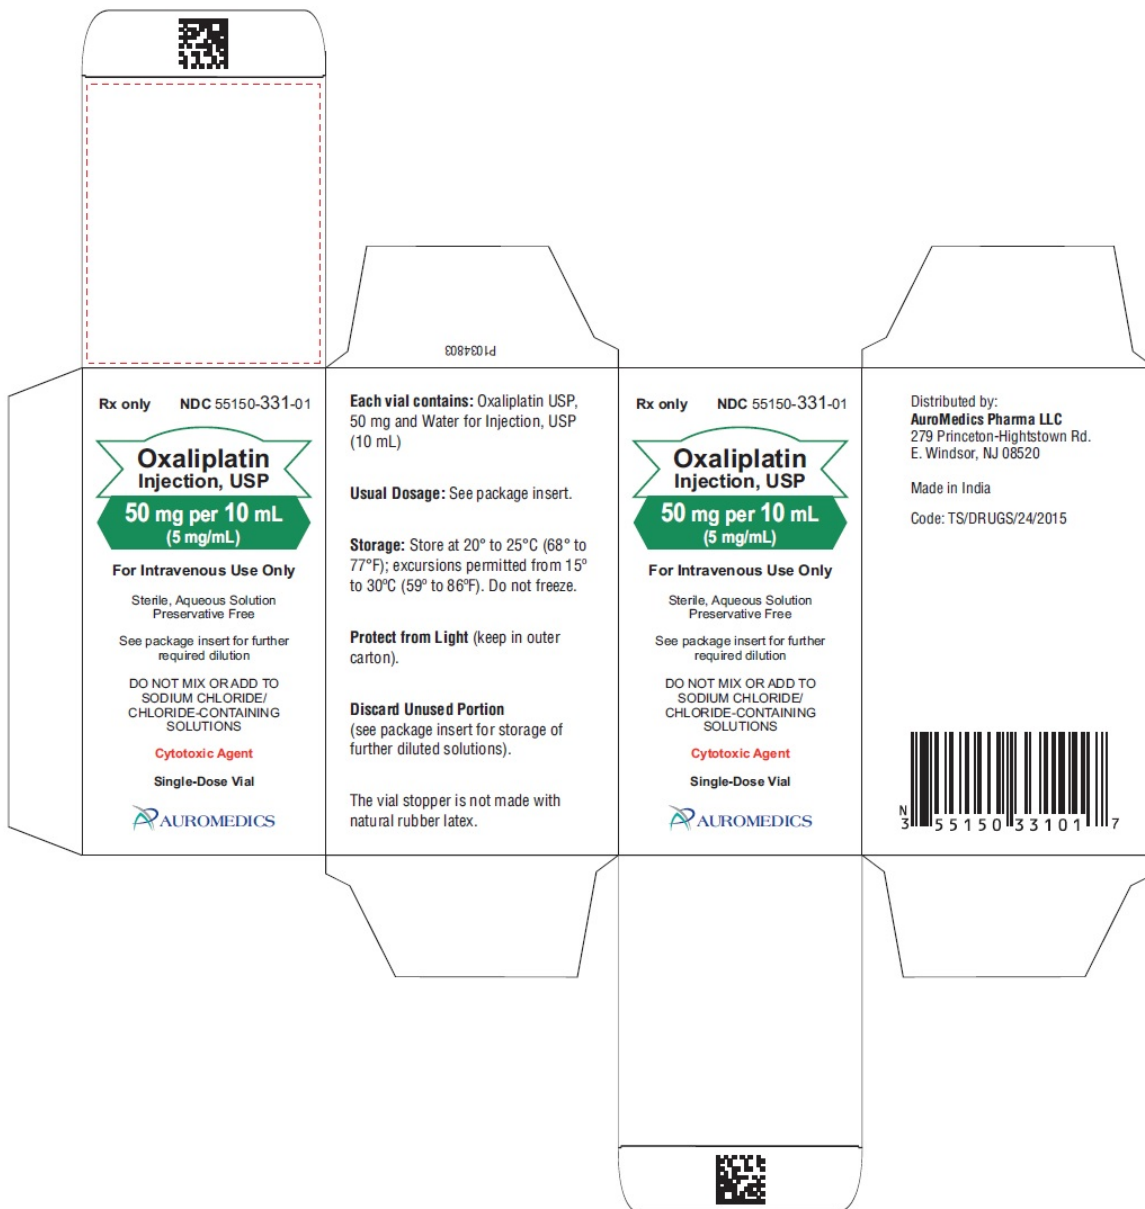 P1034803
Rx only NDC 55150-331-01
Oxaliplatin
Injection, USP
50 mg per 10 mL
(5 mg/mL)
For Intravenous Use Only
Sterile, Aqueous Solution
Preservative Free
See package insert for further
required dilution
DO NOT MIX OR ADD TO
SODIUM CHLORIDE/
CHLORIDE-CONTAINING
SOLUTIONS
Cytotoxic Agent
Single-Dose Vial
AUROMEDICS
Each vial contains: Oxaliplatin USP,
50 mg and Water for Injection, USP
(10 mL)
Usual Dosage: See package insert.
Storage: Store at 20° to 25°C (68° to
77°F); excursions permitted from 15°
to 30°C (59° to 86°F). Do not freeze.
Protect from Light (keep in outer
carton).
Discard Unused Portion
(see package insert for storage of
further diluted solutions).
The vial stopper is not made with
natural rubber latex.
Rx only NDC 55150-331-01
Oxaliplatin
Injection, USP
50 mg per 10 mL
(5 mg/mL)
For Intravenous Use Only
Sterile, Aqueous Solution
Preservative Free
See package insert for further
required dilution
DO NOT MIX OR ADD TO
SODIUM CHLORIDE/
CHLORIDE-CONTAINING
SOLUTIONS
Cytotoxic Agent
Single-Dose Vial
AUROMEDICS
Distributed by:
AuroMedics Pharma LLC
279 Princeton-Hightstown Rd.
E. Windsor, NJ 08520
Made in India
Code: TS/DRUGS/24/2015
N
3 55150 33101 7